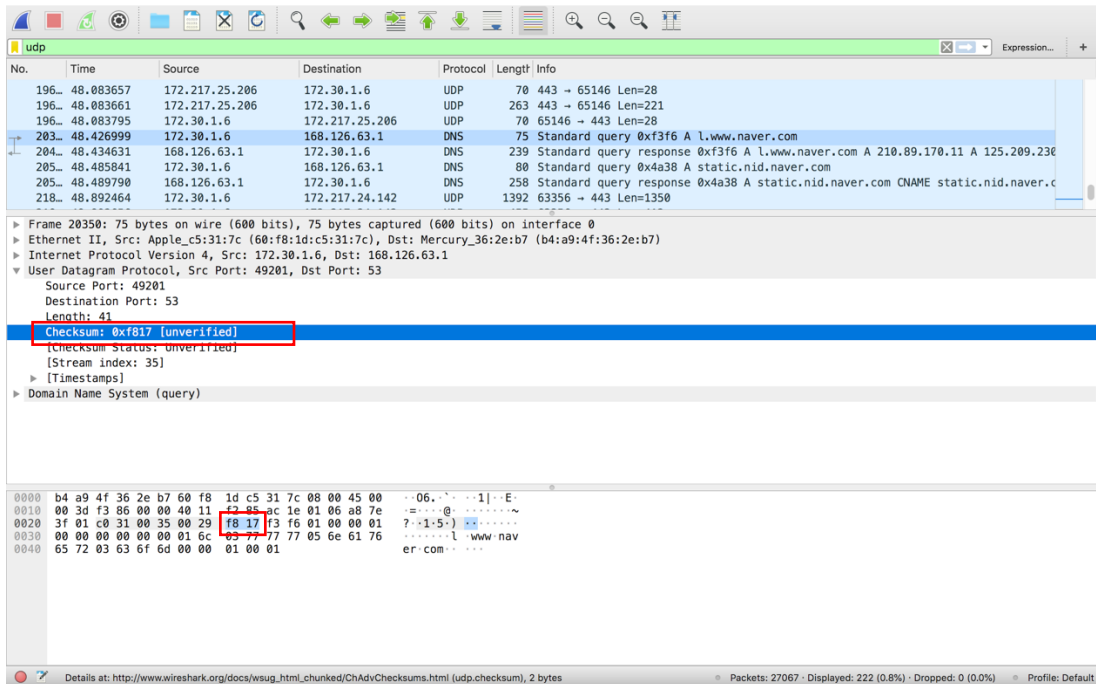 udp
Expression...
+
No. Time Source Destination Protocol Length Info
196… 48.083657 172.217.25.206 172.30.1.6 UDP 70 443 → 65146 Len=28
196… 48.083661 172.217.25.206 172.30.1.6 UDP 263 443 → 65146 Len=221
196… 48.083795 172.30.1.6 172.217.25.206 UDP 70 65146 → 443 Len=28
203… 48.426999 172.30.1.6 168.126.63.1 DNS 75 Standard query 0xf3f6 A l.www.naver.com
204… 48.434631 168.126.63.1 172.30.1.6 DNS 239 Standard query response 0xf3f6 A l.www.naver.com A 210.89.170.11 A 125.209.230
205… 48.485841 172.30.1.6 168.126.63.1 DNS 80 Standard query 0x4a38 A static.nid.naver.com
205… 48.489790 168.126.63.1 172.30.1.6 DNS 258 Standard query response 0x4a38 A static.nid.naver.com CNAME static.nid.naver.c
218… 48.892464 172.30.1.6 172.217.24.142 UDP 1392 63356 → 443 Len=1350
Frame 20350: 75 bytes on wire (600 bits), 75 bytes captured (600 bits) on interface 0
Ethernet II, Src: Apple_c5:31:7c (60:f8:1d:c5:31:7c), Dst: Mercury_36:2e:b7 (b4:a9:4f:36:2e:b7)
Internet Protocol Version 4, Src: 172.30.1.6, Dst: 168.126.63.1
User Datagram Protocol, Src Port: 49201, Dst Port: 53
Source Port: 49201
Destination Port: 53
Length: 41
Checksum: 0xf817 [unverified]
[Checksum Status: Unverified]
[Stream index: 35]
[Timestamps]
Domain Name System (query)
0000 b4 a9 4f 36 2e b7 60 f8 1d c5 31 7c 08 00 45 00 ··O6.·`· ··1|··E·
0010 00 3d f3 86 00 00 40 11 f2 85 ac 1e 01 06 a8 7e ·=····@· ·······~
0020 3f 01 c0 31 00 35 00 29 f8 17 f3 f6 01 00 00 01 ?··1·5·) ········
0030 00 00 00 00 00 00 01 6c 03 77 77 77 05 6e 61 76 ·······l ·www·nav
0040 65 72 03 63 6f 6d 00 00 01 00 01 er·com·· ···
Details at: http://www.wireshark.org/docs/wsug_html_chunked/ChAdvChecksums.html (udp.checksum), 2 bytes
Packets: 27067 · Displayed: 222 (0.8%) · Dropped: 0 (0.0%)
Profile: Default